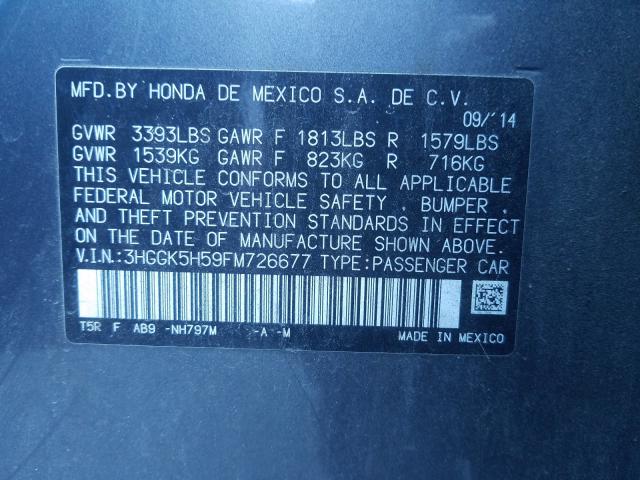 MFD.BY HONDA DE MEXICO S.A. DE C.V.
09/'14
GVWR 3393LBS GAWR F 1813LBS R 1579LBS
GVWR 1539KG GAWR F 823KG R 716KG
THIS VEHICLE CONFORMS TO ALL APPLICABLE
FEDERAL MOTOR VEHICLE SAFETY , BUMPER ,
AND THEFT PREVENTION STANDARDS IN EFFECT
ON THE DATE OF MANUFACTURE SHOWN ABOVE.
V.I.N.:3HGGK5H59FM726677 TYPE:PASSENGER CAR
T5R F AB9 -NH797M -A -M MADE IN MEXICO